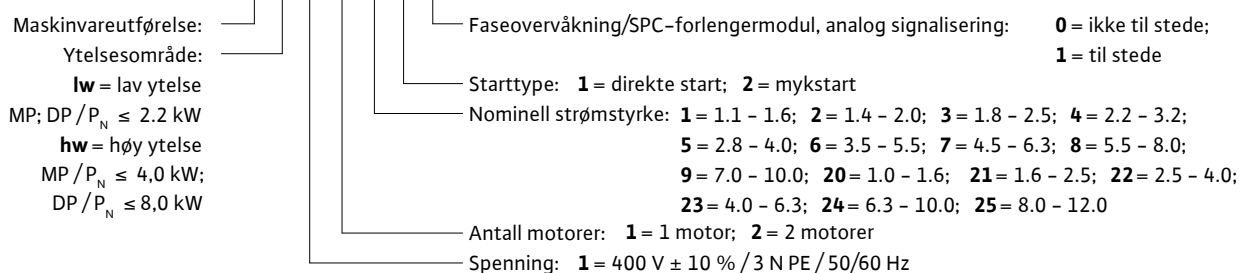 Maskinvareutførelse:
Ytelsesområde:
lw = lav ytelse
MP; DP / PN ≤ 2.2 kW
hw = høy ytelse
MP / PN ≤ 4,0 kW;
DP / PN ≤ 8,0 kW
Faseovervåkning/SPC–forlengermodul, analog signalisering: 0 = ikke til stede;
1 = til stede
Starttype: 1 = direkte start; 2 = mykstart
Nominell strømstyrke: 1 = 1.1 – 1.6; 2 = 1.4 – 2.0; 3 = 1.8 – 2.5; 4 = 2.2 – 3.2;
5 = 2.8 – 4.0; 6 = 3.5 – 5.5; 7 = 4.5 – 6.3; 8 = 5.5 – 8.0;
9 = 7.0 – 10.0; 20 = 1.0 – 1.6; 21 = 1.6 – 2.5; 22 = 2.5 – 4.0;
23 = 4.0 – 6.3; 24 = 6.3 – 10.0; 25 = 8.0 – 12.0
Antall motorer: 1 = 1 motor; 2 = 2 motorer
Spenning: 1 = 400 V ± 10 % / 3 N PE / 50/60 Hz